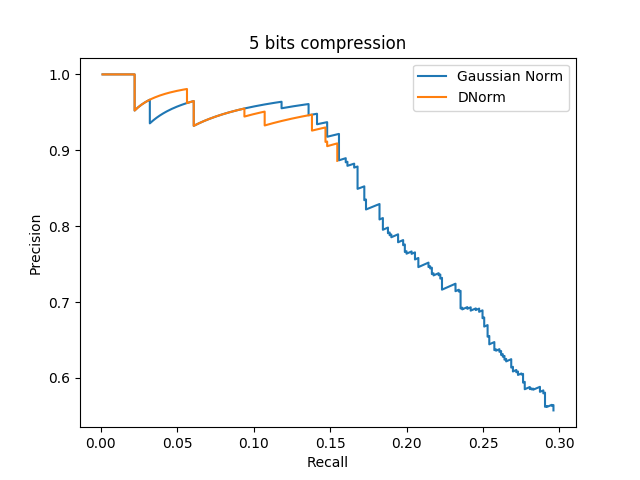 5 bits compression
Gaussian Norm
DNorm
Precision
1.0
0.9
0.8
0.7
0.6
0.00 0.05 0.10 0.15 0.20 0.25 0.30
Recall